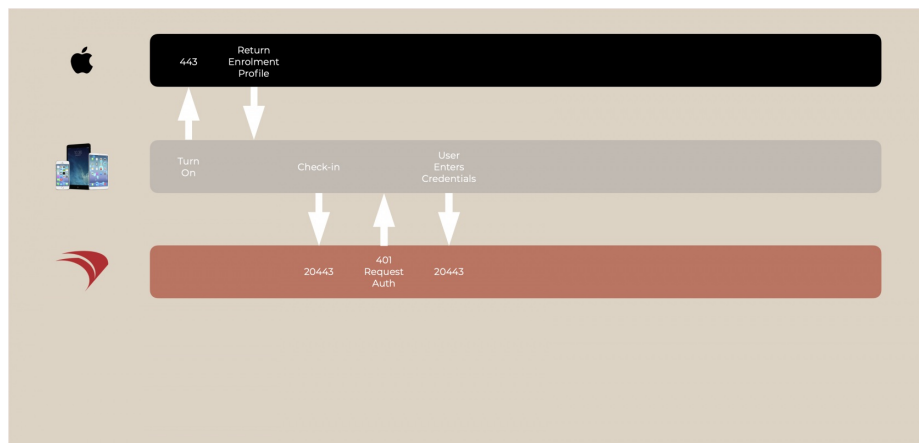 443
Return
Enrolment
Profile
Turn
On
Check-in
User
Enters
Credentials
20443
401
Request
Auth
20443